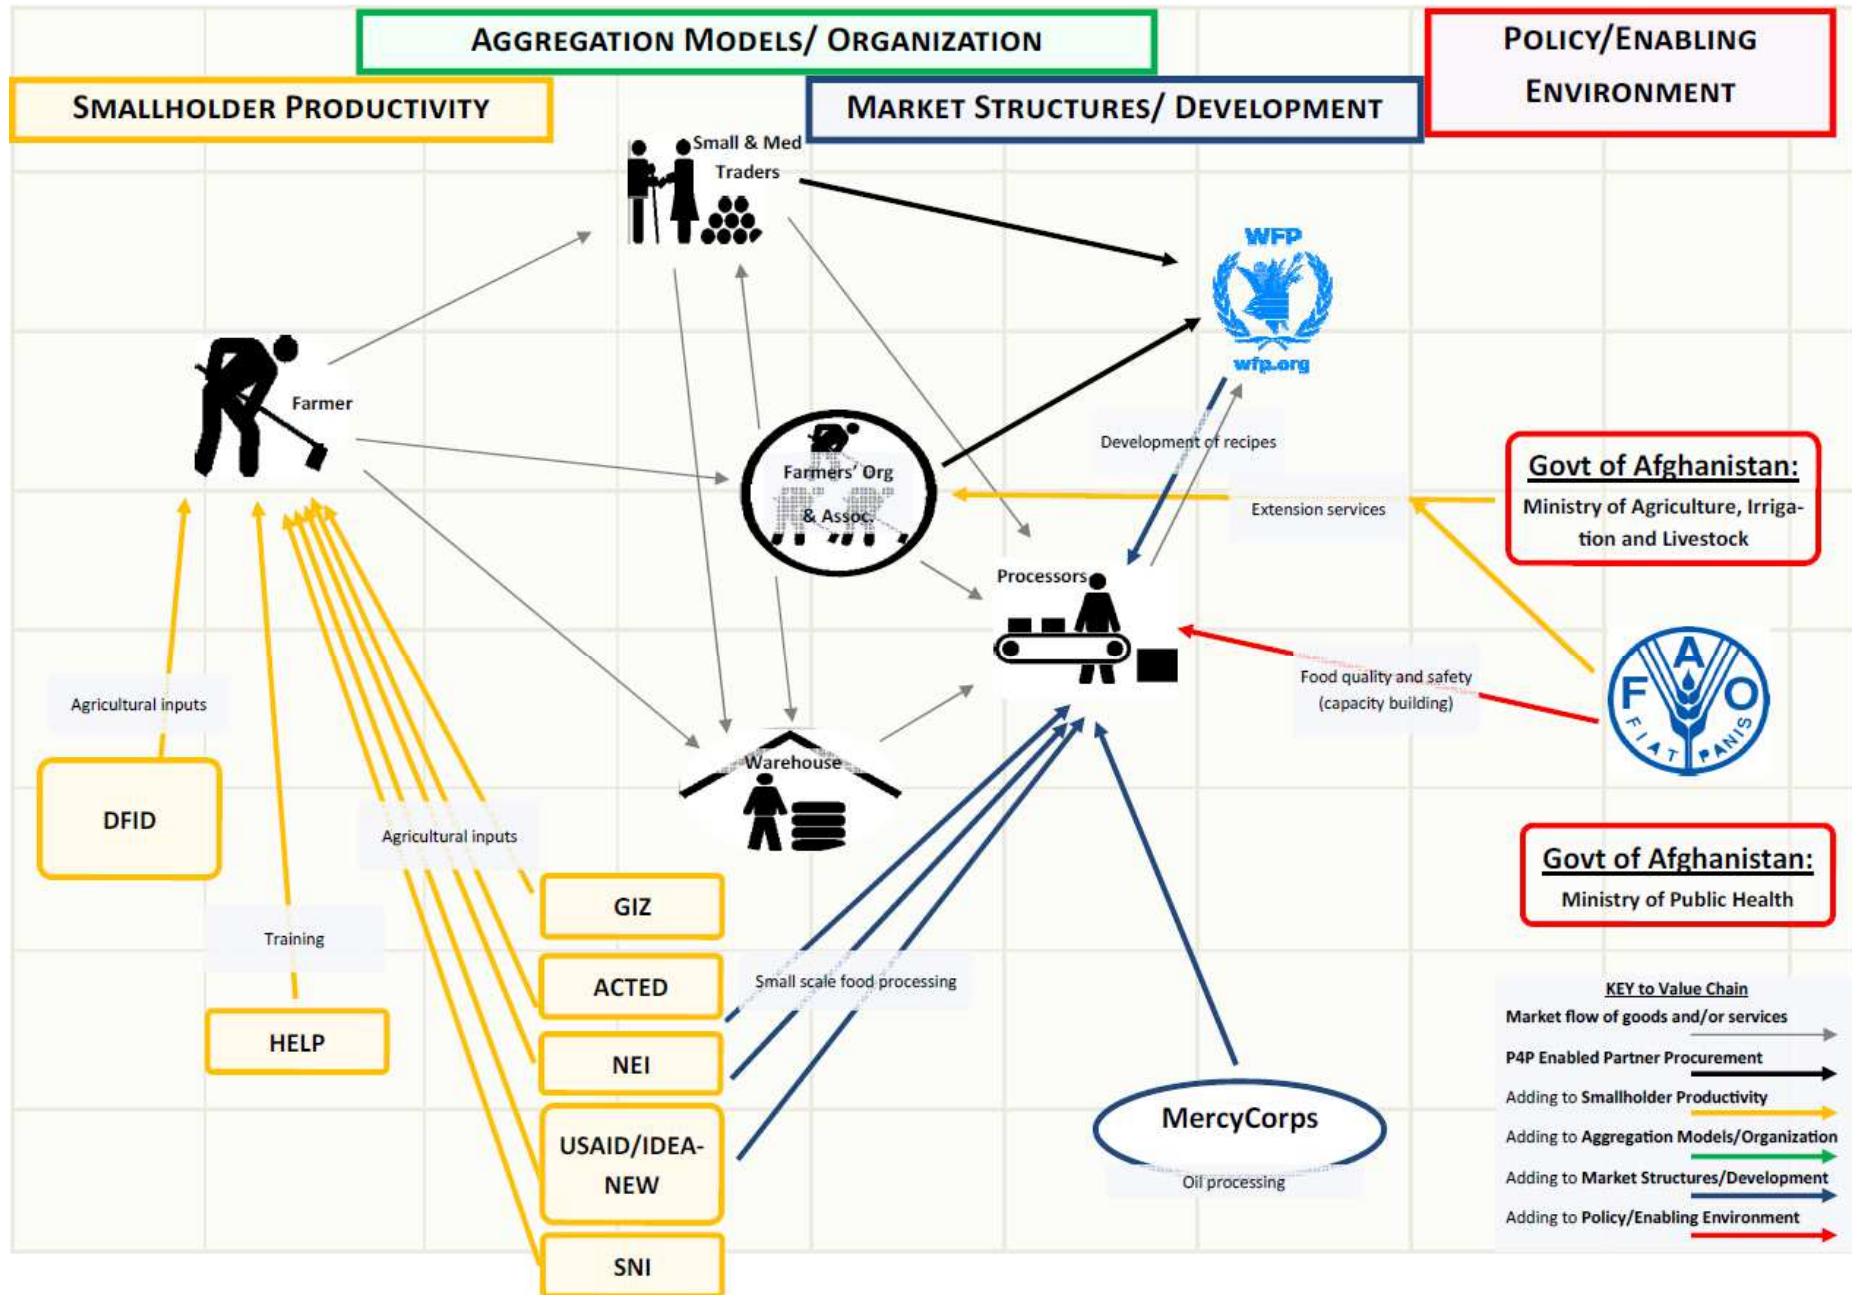 AGGREGATION MODELS/ ORGANIZATION
POLICY/ENABLING
ENVIRONMENT
SMALLHOLDER PRODUCTIVITY
MARKET STRUCTURES/ DEVELOPMENT
Small & Med
Traders
WFP
wfp.org
Farmer
Development of recipes
Farmers' Org
& Assoc.
Govt of Afghanistan:
Ministry of Agriculture, Irriga-
tion and Livestock
Extension services
Processors
Food quality and safety
(capacity building)
F A O
FIAT PANIS
Agricultural inputs
Warehouse
DFID
Agricultural inputs
Govt of Afghanistan:
Ministry of Public Health
GIZ
Training
ACTED
Small scale food processing
HELP
NEI
USAID/IDEA-
NEW
MercyCorps
Oil processing
SNI
KEY to Value Chain
Market flow of goods and/or services
P4P Enabled Partner Procurement
Adding to Smallholder Productivity
Adding to Aggregation Models/Organization
Adding to Market Structures/Development
Adding to Policy/Enabling Environment